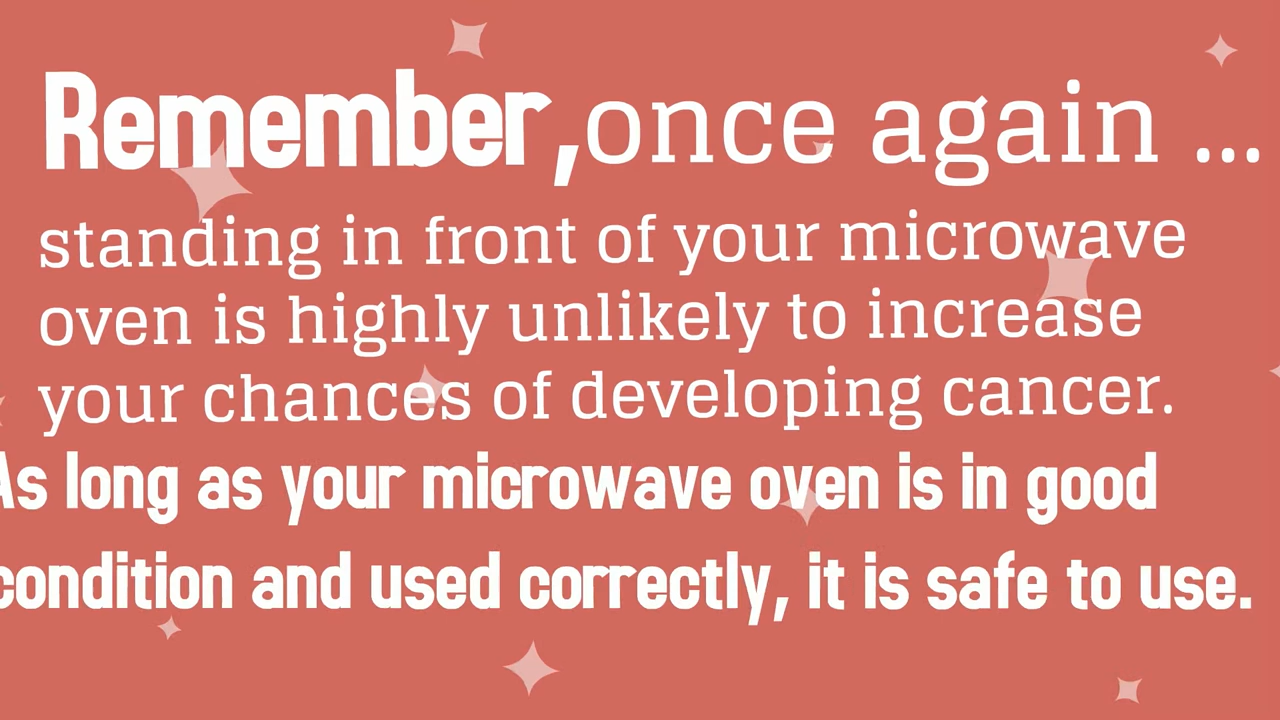 Remember, once again ...
standing in front of your microwave
oven is highly unlikely to increase
your chances of developing cancer.
As long as your microwave oven is in good
condition and used correctly, it is safe to use.